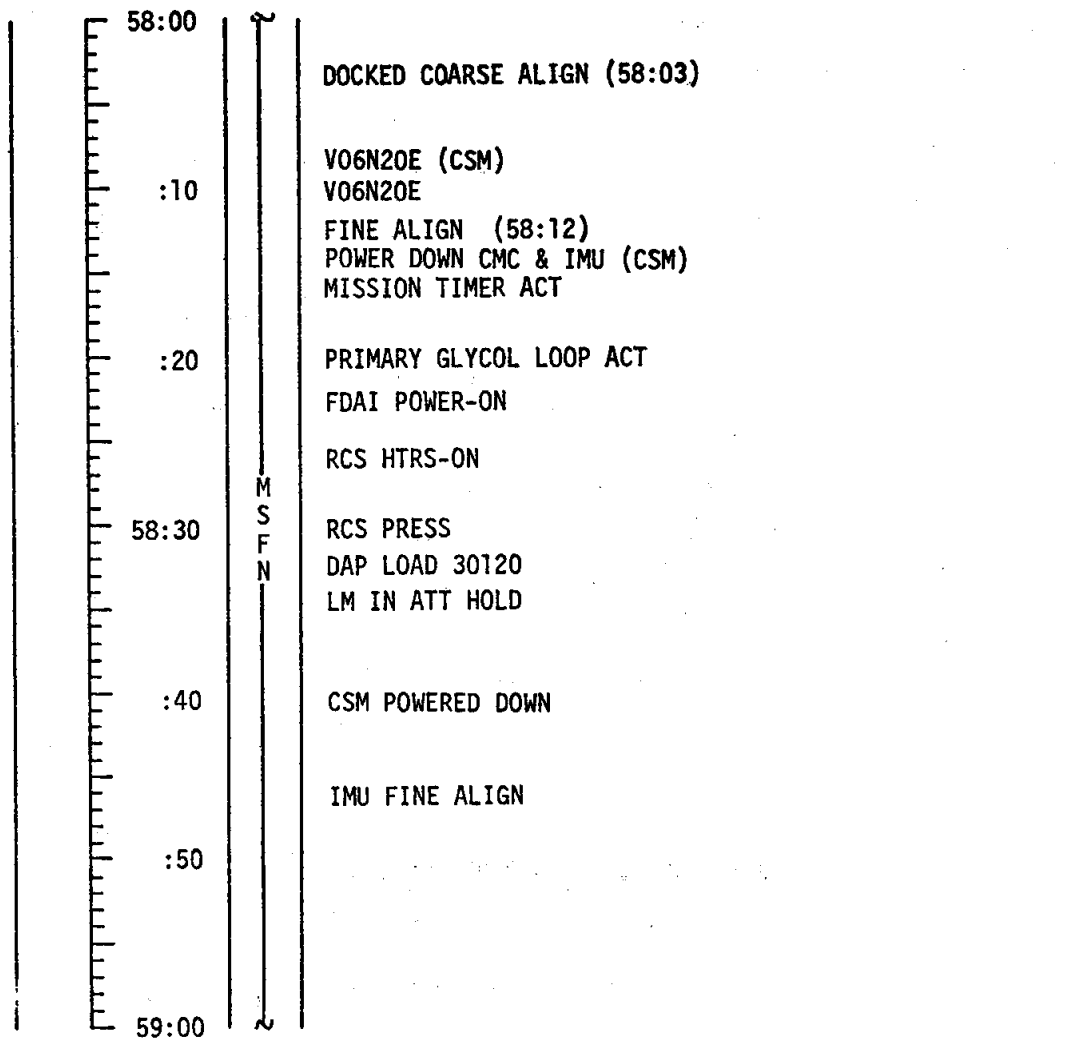 58:00
DOCKED COARSE ALIGN (58:03)
V06N20E (CSM)
:10
V06N20E
FINE ALIGN (58:12)
POWER DOWN CMC & IMU (CSM)
MISSION TIMER ACT
:20
PRIMARY GLYCOL LOOP ACT
FDAI POWER-ON
RCS HTRS-ON
MSFN
58:30
RCS PRESS
DAP LOAD 30120
LM IN ATT HOLD
:40
CSM POWERED DOWN
IMU FINE ALIGN
:50
59:00